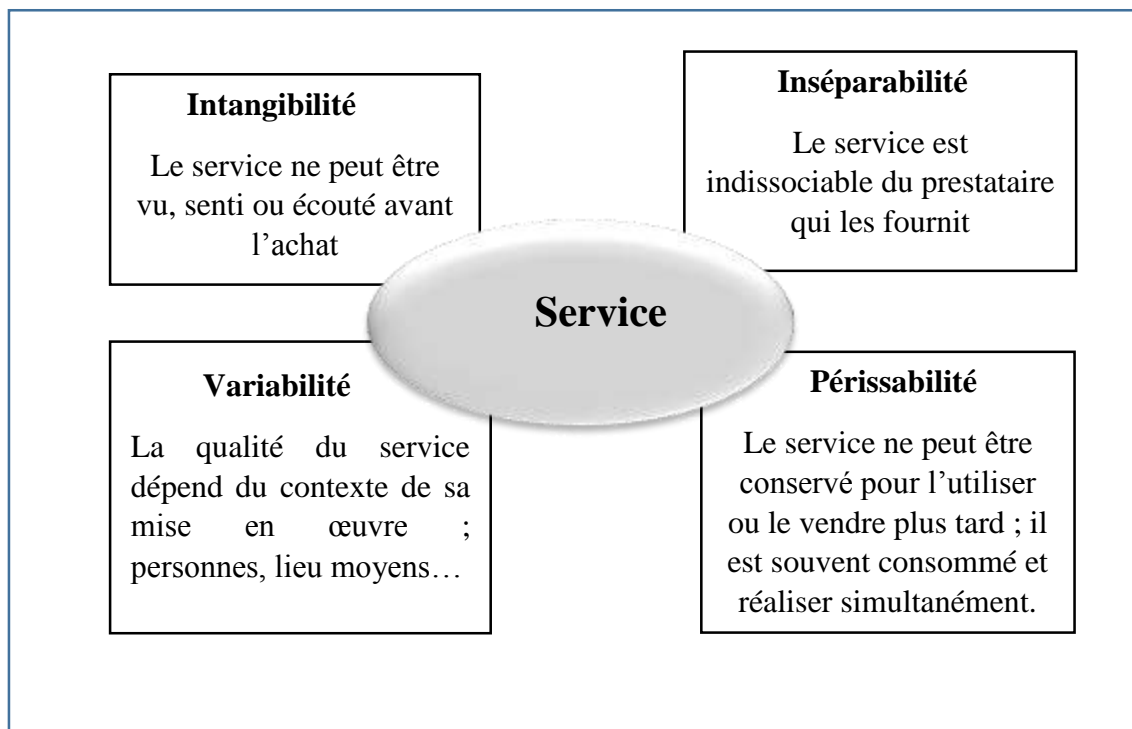 Intangibilité
Le service ne peut être
vu, senti ou écouté avant
l’achat
Inséparabilité
Le service est
indissociable du prestataire
qui les fournit
Service
Variabilité
La qualité du service
dépend du contexte de sa
mise en œuvre ;
personnes, lieu moyens…
Périssabilité
Le service ne peut être
conservé pour l’utiliser
ou le vendre plus tard ; il
est souvent consommé et
réaliser simultanément.